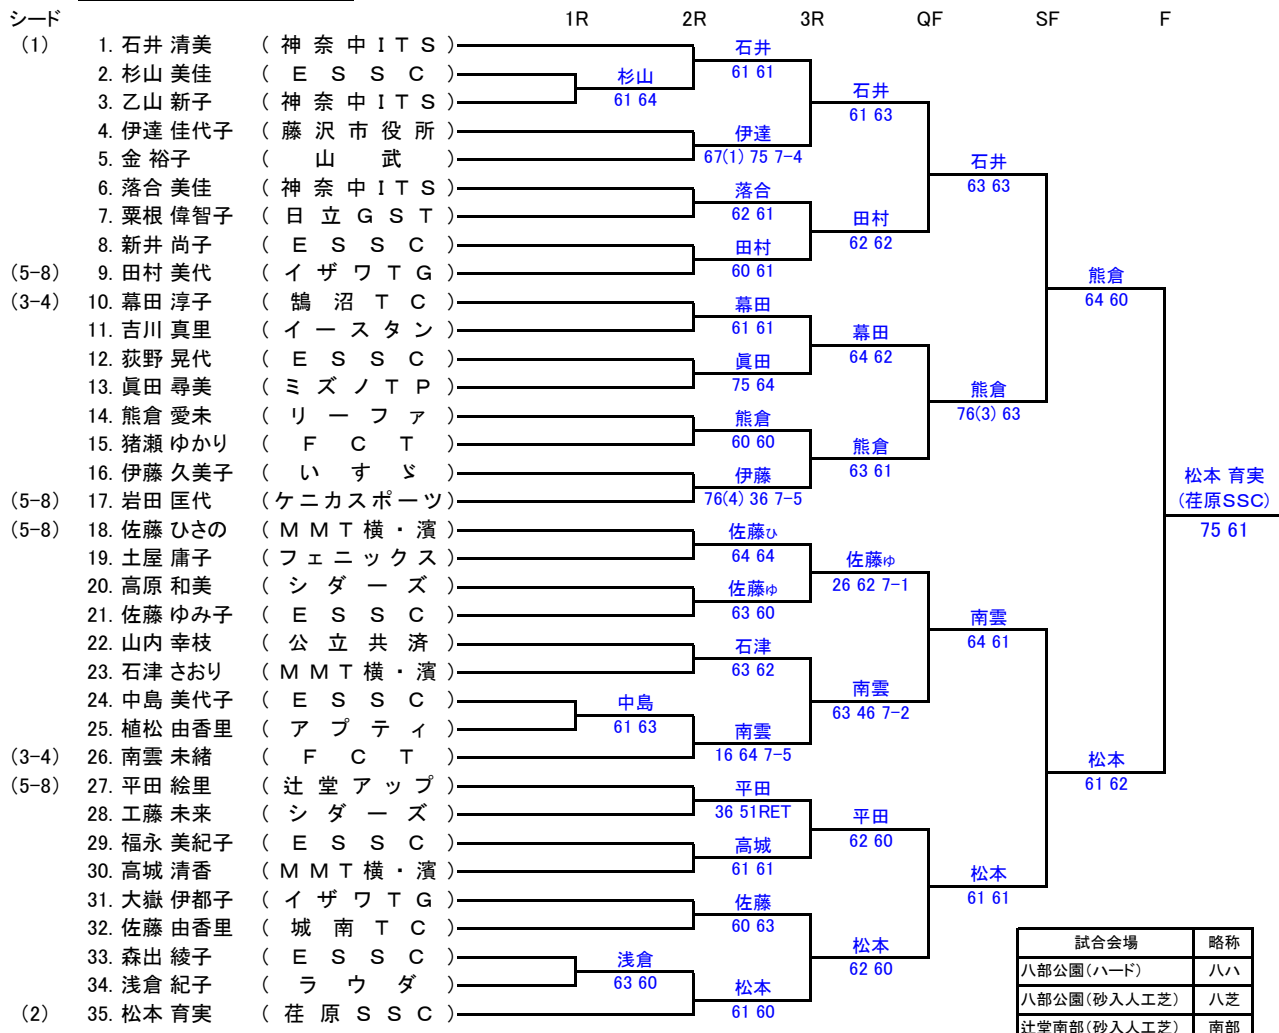 シード 1R 2R 3R QF SF F
(1) 1. 石井 清美 (神奈中ITS) 石井
2. 杉山 美佳 (ESSC) 杉山 61 61
3. 乙山 新子 (神奈中ITS) 61 64 石井
61 63
4. 伊達 佳代子 (藤沢市役所) 伊達
5. 金 裕子 (山武) 67(1) 75 7-4 石井
63 63
6. 落合 美佳 (神奈中ITS) 落合
7. 粟根 偉智子 (日立GST) 62 61 田村
8. 新井 尚子 (ESSC) 田村 62 62
(5-8) 9. 田村 美代 (イザワTG) 60 61 熊倉
(3-4) 10. 幕田 淳子 (鵠沼TC) 幕田 64 60
11. 吉川 真里 (イースタン) 61 61 幕田
12. 荻野 晃代 (ESSC) 眞田 64 62
13. 眞田 尋美 (ミズノTP) 75 64 熊倉
14. 熊倉 愛未 (リーファ) 熊倉 76(3) 63
15. 猪瀬 ゆかり (FCT) 60 60 熊倉
16. 伊藤 久美子 (いすゞ) 伊藤 63 61 松本 育実
(5-8) 17. 岩田 匡代 (ケニカスポーツ) 76(4) 36 7-5 (荏原SSC)
(5-8) 18. 佐藤 ひさの (MMT横・濱) 佐藤ひ 75 61
19. 土屋 庸子 (フェニックス) 64 64 佐藤ゆ
20. 高原 和美 (シダーズ) 佐藤ゆ 26 62 7-1
21. 佐藤 ゆみ子 (ESSC) 63 60 南雲
22. 山内 幸枝 (公立共済) 石津 64 61
23. 石津 さおり (MMT横・濱) 63 62
24. 中島 美代子 (ESSC) 中島 南雲
25. 植松 由香里 (アプティ) 61 63 南雲 63 46 7-2
(3-4) 26. 南雲 未緒 (FCT) 16 64 7-5 松本
(5-8) 27. 平田 絵里 (辻堂アップ) 平田 61 62
28. 工藤 未来 (シダーズ) 36 51RET 平田
29. 福永 美紀子 (ESSC) 高城 62 60
30. 高城 清香 (MMT横・濱) 61 61 松本
31. 大嶽 伊都子 (イザワTG) 佐藤 61 61
32. 佐藤 由香里 (城南TC) 60 63
33. 森出 綾子 (ESSC) 浅倉 松本
34. 浅倉 紀子 (ラウダ) 63 60 松本 62 60
(2) 35. 松本 育実 (荏原SSC) 61 60
試合会場 略称
八部公園(ハード) 八ハ
八部公園(砂入人工芝) 八芝
辻堂南部(砂入人工芝) 南部